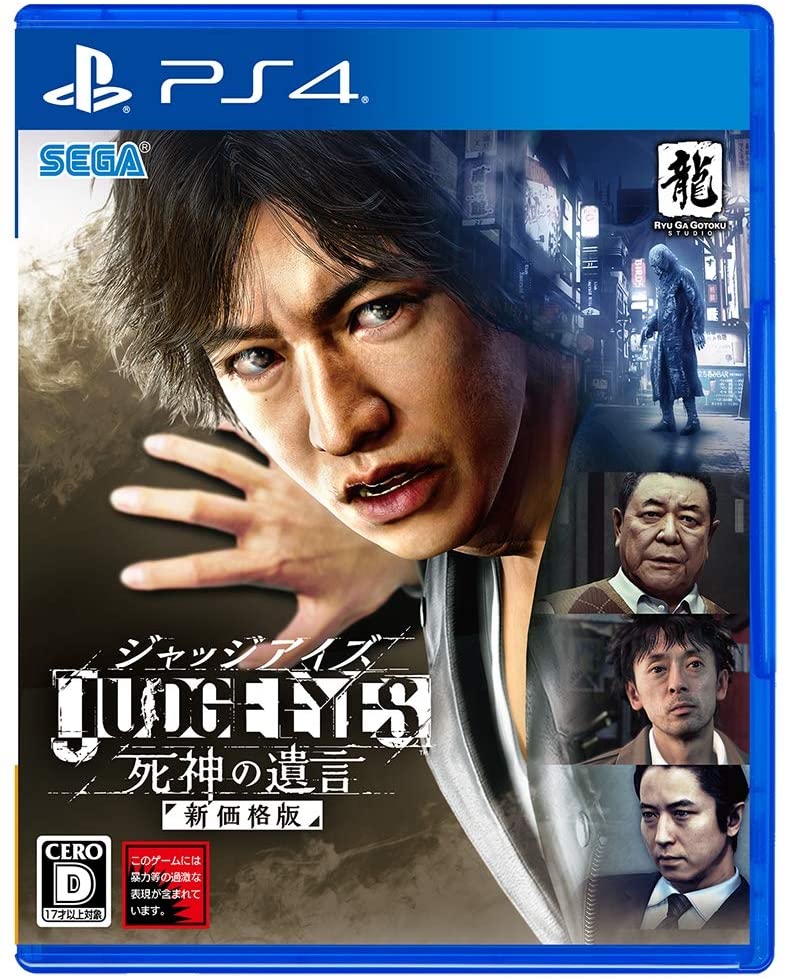 PS4®
SEGA®
龍
RYU GA GOTOKU
STUDIO
BIRDS
ジャッジアイズ
JUDGE EYES
死神の遺言
新価格版
CERO
D
17才以上対象
このゲームには
暴力等の過激な
表現が含まれて
います。